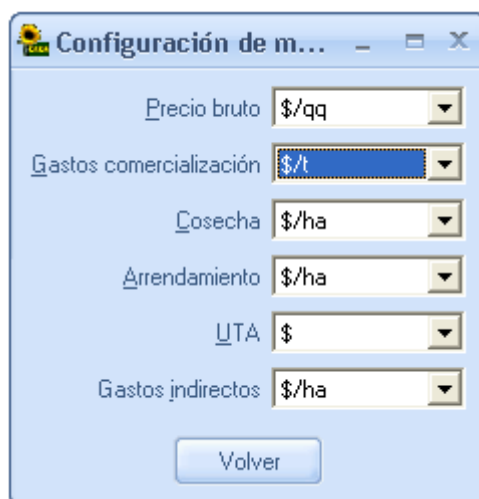 Configuración de m...
Precio bruto $/qq
Gastos comercialización $/t
Cosecha $/ha
Arrendamiento $/ha
UTA $
Gastos indirectos $/ha
Volver